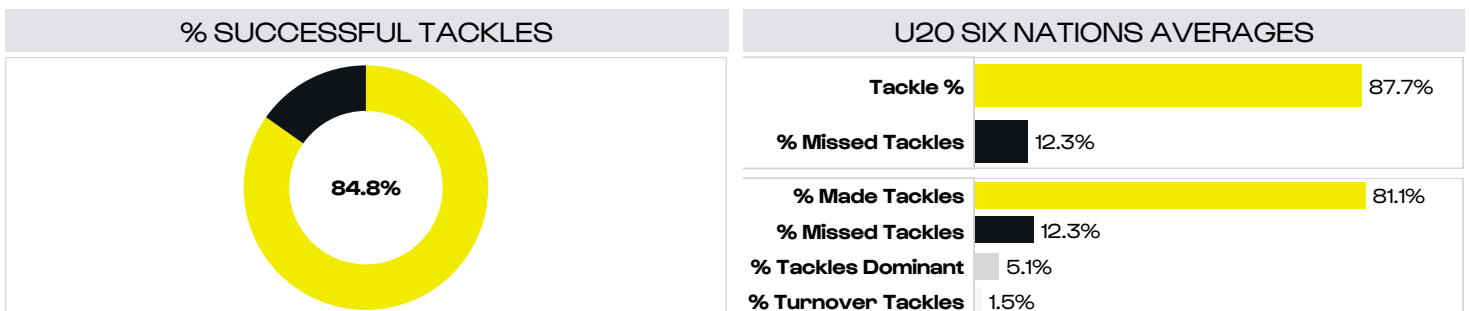 % SUCCESSFUL TACKLES
84.8%
U20 SIX NATIONS AVERAGES
Tackle % 87.7%
% Missed Tackles 12.3%
% Made Tackles 81.1%
% Missed Tackles 12.3%
% Tackles Dominant 5.1%
% Turnover Tackles 1.5%